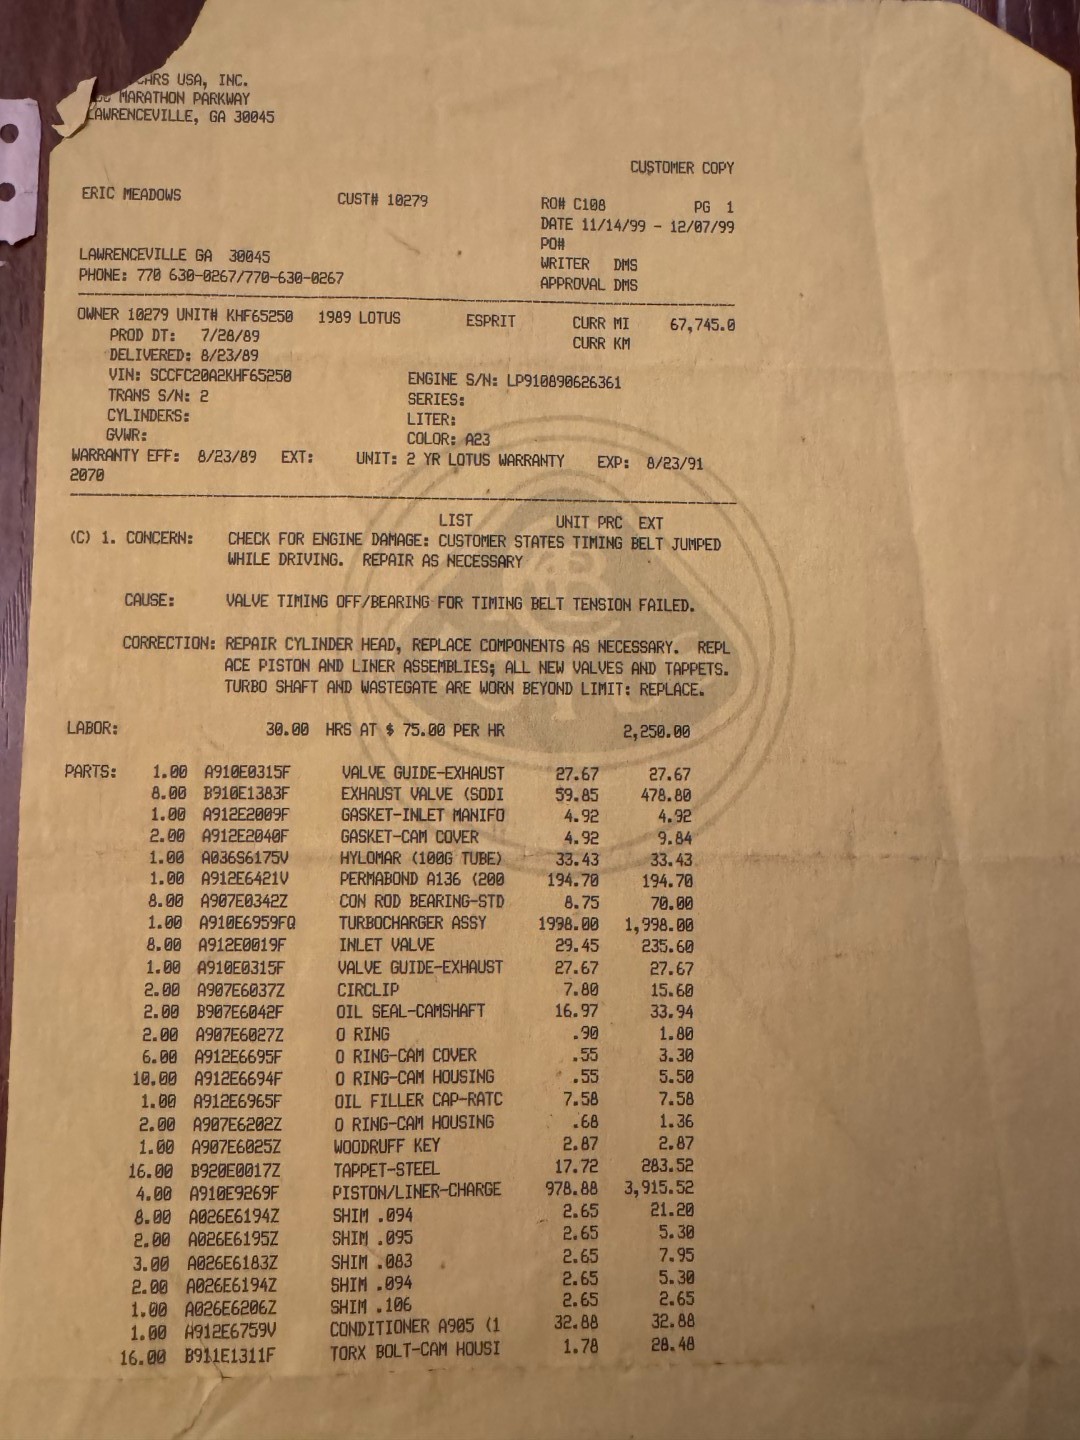 CARS USA, INC.
MARATHON PARKWAY
LAWRENCEVILLE, GA 30045
CUSTOMER COPY
ERIC MEADOWS CUST# 10279 RO# C108 PG 1
DATE 11/14/99 - 12/07/99
PO#
LAWRENCEVILLE GA 30045 WRITER DMS
PHONE: 770 630-0267/770-630-0267 APPROVAL DMS
OWNER 10279 UNIT# KHF65250 1989 LOTUS ESPRIT CURR MI 67,745.0
PROD DT: 7/28/89 CURR KM
DELIVERED: 8/23/89
VIN: SCCFC20A2KHF65250 ENGINE S/N: LP910890626361
TRANS S/N: 2 SERIES:
CYLINDERS: LITER:
GVWR: COLOR: A23
WARRANTY EFF: 8/23/89 EXT: UNIT: 2 YR LOTUS WARRANTY EXP: 8/23/91
2070
LIST UNIT PRC EXT
(C) 1. CONCERN: CHECK FOR ENGINE DAMAGE: CUSTOMER STATES TIMING BELT JUMPED
WHILE DRIVING. REPAIR AS NECESSARY
CAUSE: VALVE TIMING OFF/BEARING FOR TIMING BELT TENSION FAILED.
CORRECTION: REPAIR CYLINDER HEAD, REPLACE COMPONENTS AS NECESSARY. REPL
ACE PISTON AND LINER ASSEMBLIES; ALL NEW VALVES AND TAPPETS.
TURBO SHAFT AND WASTEGATE ARE WORN BEYOND LIMIT: REPLACE.
LABOR: 30.00 HRS AT $ 75.00 PER HR 2,250.00
PARTS: 1.00 A910E0315F VALVE GUIDE-EXHAUST 27.67 27.67
8.00 B910E1383F EXHAUST VALVE (SODI 59.85 478.80
1.00 A912E2009F GASKET-INLET MANIFO 4.92 4.92
2.00 A912E2040F GASKET-CAM COVER 4.92 9.84
1.00 A036S6175V HYLOMAR (100G TUBE) 33.43 33.43
1.00 A912E6421V PERMABOND A136 (200 194.70 194.70
8.00 A907E0342Z CON ROD BEARING-STD 8.75 70.00
1.00 A910E6959FQ TURBOCHARGER ASSY 1998.00 1,998.00
8.00 A912E0019F INLET VALVE 29.45 235.60
1.00 A910E0315F VALVE GUIDE-EXHAUST 27.67 27.67
2.00 A907E6037Z CIRCLIP 7.80 15.60
2.00 B907E6042F OIL SEAL-CAMSHAFT 16.97 33.94
2.00 A907E6027Z O RING .90 1.80
6.00 A912E6695F O RING-CAM COVER .55 3.30
10.00 A912E6694F O RING-CAM HOUSING .55 5.50
1.00 A912E6965F OIL FILLER CAP-RATC 7.58 7.58
2.00 A907E6202Z O RING-CAM HOUSING .68 1.36
1.00 A907E6025Z WOODRUFF KEY 2.87 2.87
16.00 B920E0017Z TAPPET-STEEL 17.72 283.52
4.00 A910E9269F PISTON/LINER-CHARGE 978.88 3,915.52
8.00 A026E6194Z SHIM .094 2.65 21.20
2.00 A026E6195Z SHIM .095 2.65 5.30
3.00 A026E6183Z SHIM .083 2.65 7.95
2.00 A026E6194Z SHIM .094 2.65 5.30
1.00 A026E6206Z SHIM .106 2.65 2.65
1.00 A912E6759V CONDITIONER A905 (1 32.88 32.88
16.00 B911E1311F TORX BOLT-CAM HOUSI 1.78 28.48